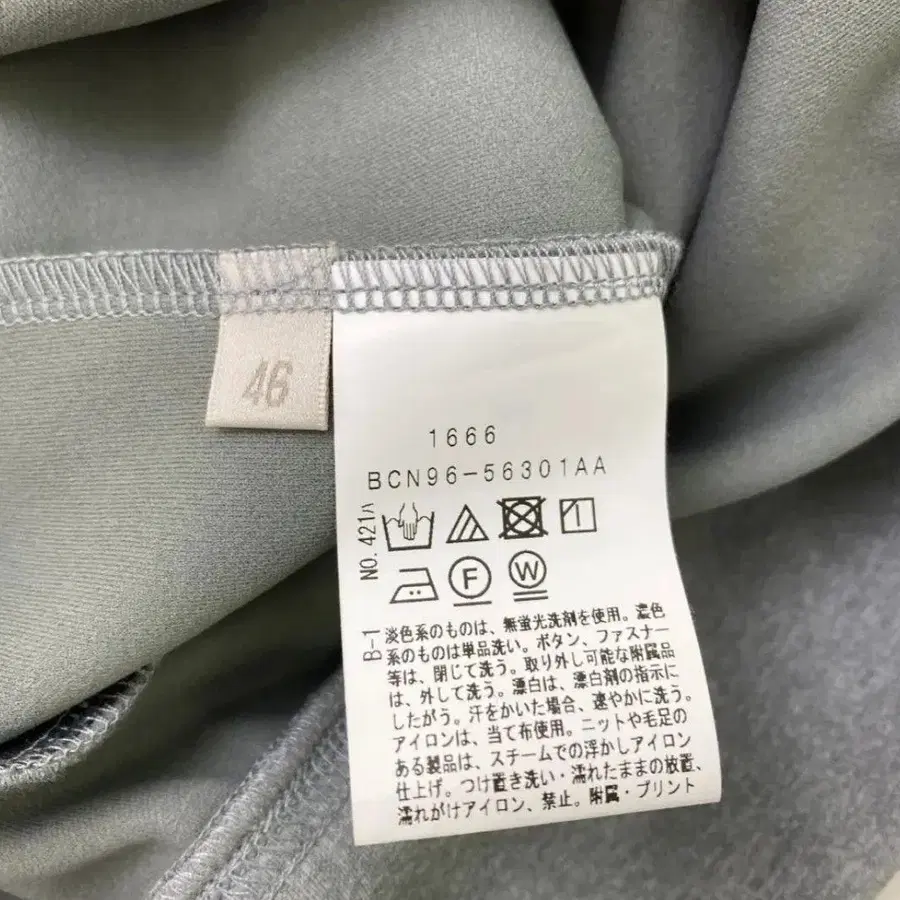 46
1666
BCN96-56301AA
NO.421ハ
F
W
B-1
淡色系のものは、無蛍光洗剤を使用。濃色
系のものは単品洗い。ボタン、ファスナー
等は、閉じて洗う。取り外し可能な附属品
は、外して洗う。漂白は、漂白剤の指示に
したがう。汗をかいた場合、速やかに洗う。
アイロンは、当て布使用。ニットや毛足の
ある製品は、スチームでの浮かしアイロン
仕上げ。つけ置き洗い・濡れたままの放置、
濡れがけアイロン、禁止。附属・プリント